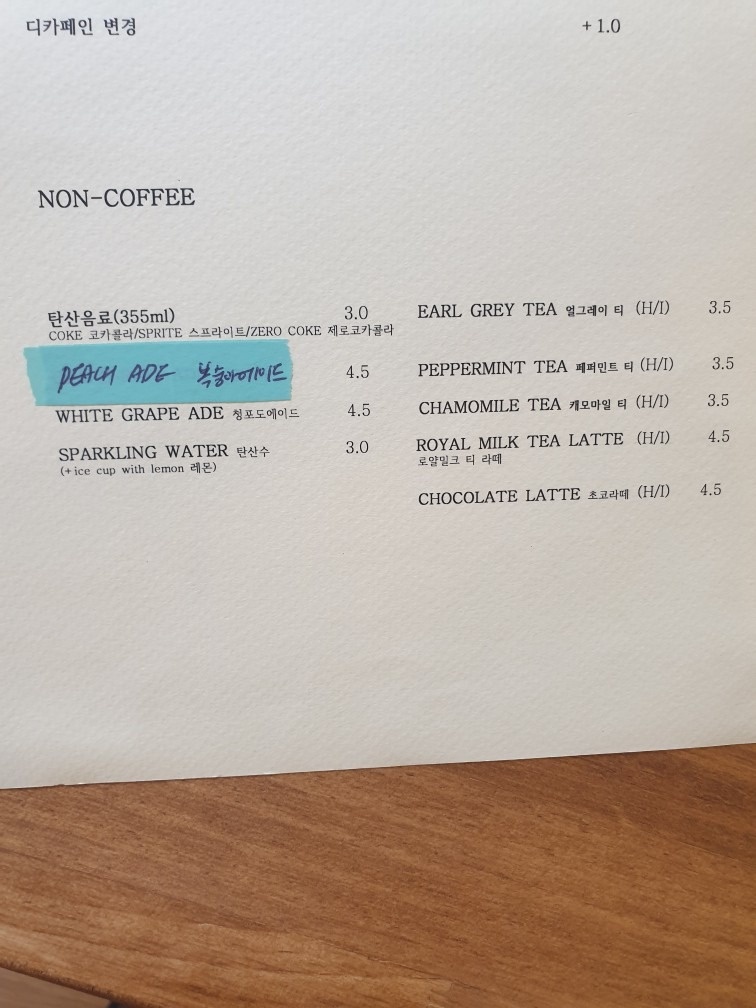 디카페인 변경 +1.0
NON-COFFEE
탄산음료(355ml) 3.0
COKE 코카콜라/SPRITE 스프라이트/ZERO COKE 제로코카콜라
PEACH ADE 복숭아에이드 4.5
WHITE GRAPE ADE 청포도에이드 4.5
SPARKLING WATER 탄산수 3.0
(+ice cup with lemon 레몬)
EARL GREY TEA 얼그레이 티 (H/I) 3.5
PEPPERMINT TEA 페퍼민트 티 (H/I) 3.5
CHAMOMILE TEA 캐모마일 티 (H/I) 3.5
ROYAL MILK TEA LATTE (H/I) 4.5
로얄밀크 티 라떼
CHOCOLATE LATTE 초코라떼 (H/I) 4.5